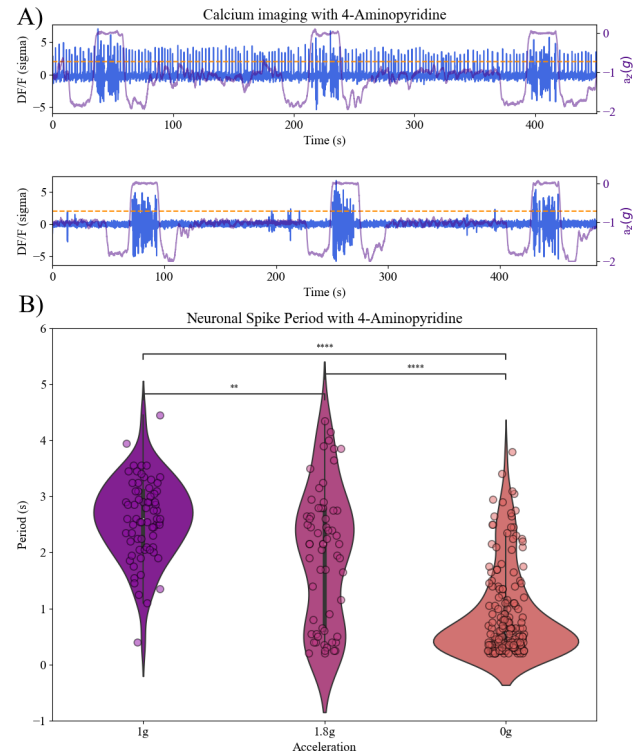 A)
Calcium imaging with 4-Aminopyridine
DF/F (sigma)
5
0
−5
0
−1
−2
a_z(g)
0 100 200 300 400
Time (s)
DF/F (sigma)
5
0
−5
0
−1
−2
a_z(g)
0 100 200 300 400
Time (s)
B)
Neuronal Spike Period with 4-Aminopyridine
6
5
4
3
2
1
0
−1
Period (s)
****
** ****
1g 1.8g 0g
Acceleration